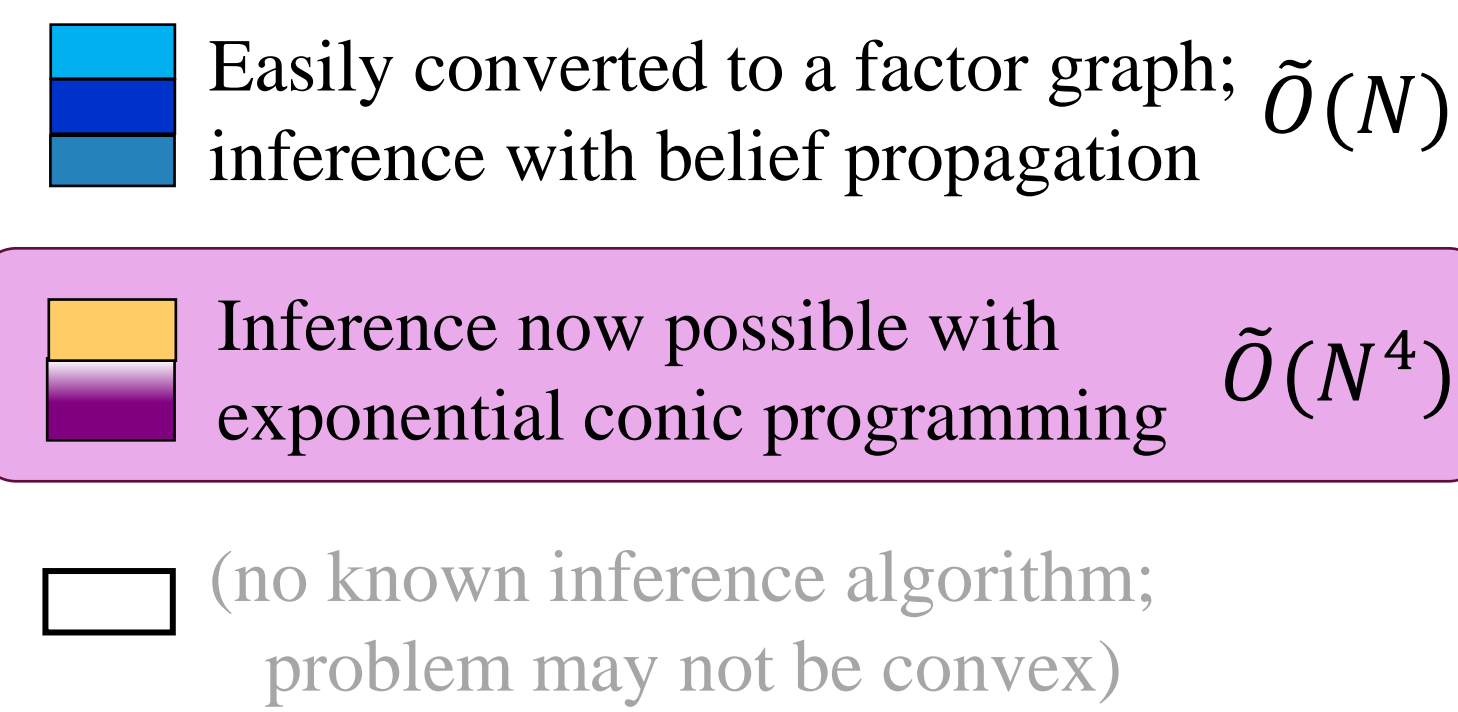 Easily converted to a factor graph; Õ(N)
inference with belief propagation
Inference now possible with
exponential conic programming Õ(N⁴)
(no known inference algorithm;
problem may not be convex)